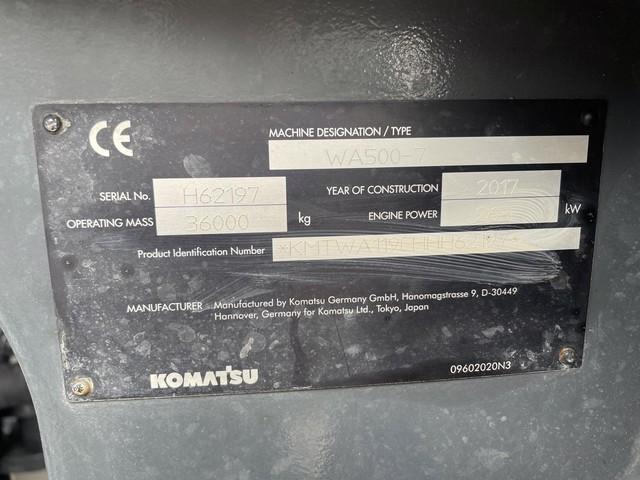 CE
MACHINE DESIGNATION / TYPE
WA500-7
SERIAL No. H62197 YEAR OF CONSTRUCTION 2017
OPERATING MASS 36000 kg ENGINE POWER kW
Product Identification Number
MANUFACTURER Manufactured by Komatsu Germany GmbH, Hanomagstrasse 9, D-30449
Hannover, Germany for Komatsu Ltd., Tokyo, Japan
KOMATSU
09602020N3